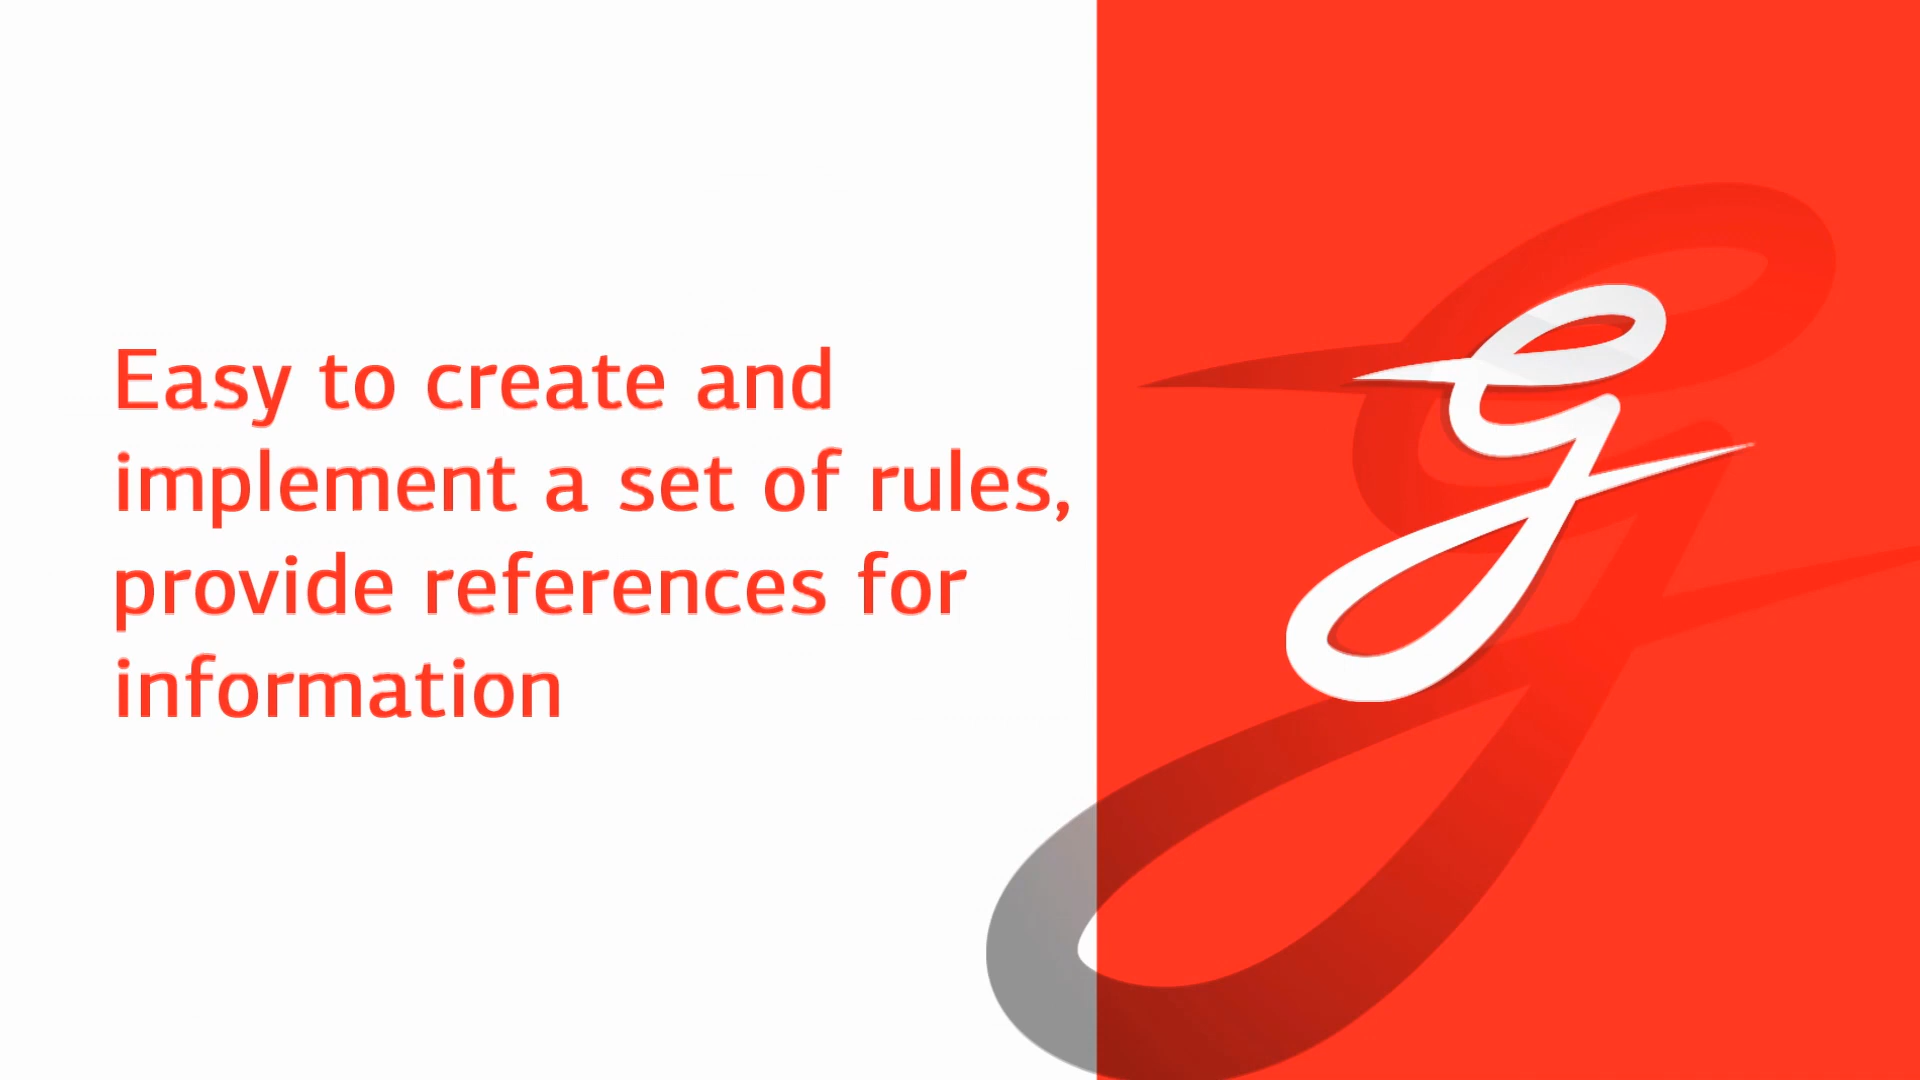 Easy to create and
implement a set of rules,
provide references for
information
g